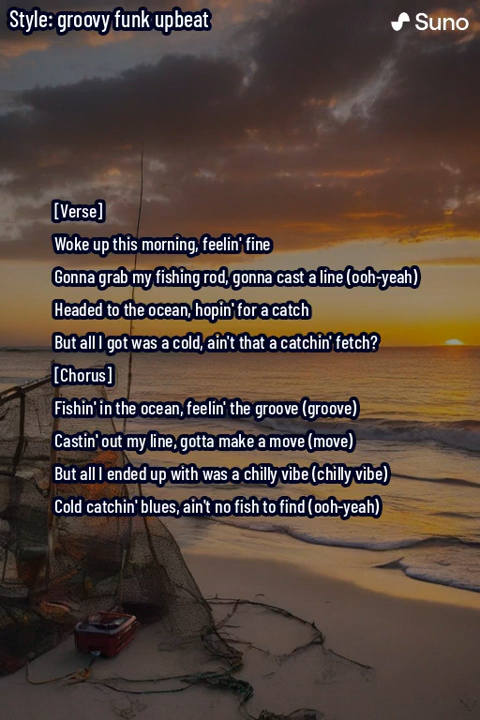 Style: groovy funk upbeat
Suno
[Verse]
Woke up this morning, feelin' fine
Gonna grab my fishing rod, gonna cast a line (ooh-yeah)
Headed to the ocean, hopin' for a catch
But all I got was a cold, ain't that a catchin' fetch?
[Chorus]
Fishin' in the ocean, feelin' the groove (groove)
Castin' out my line, gotta make a move (move)
But all I ended up with was a chilly vibe (chilly vibe)
Cold catchin' blues, ain't no fish to find (ooh-yeah)